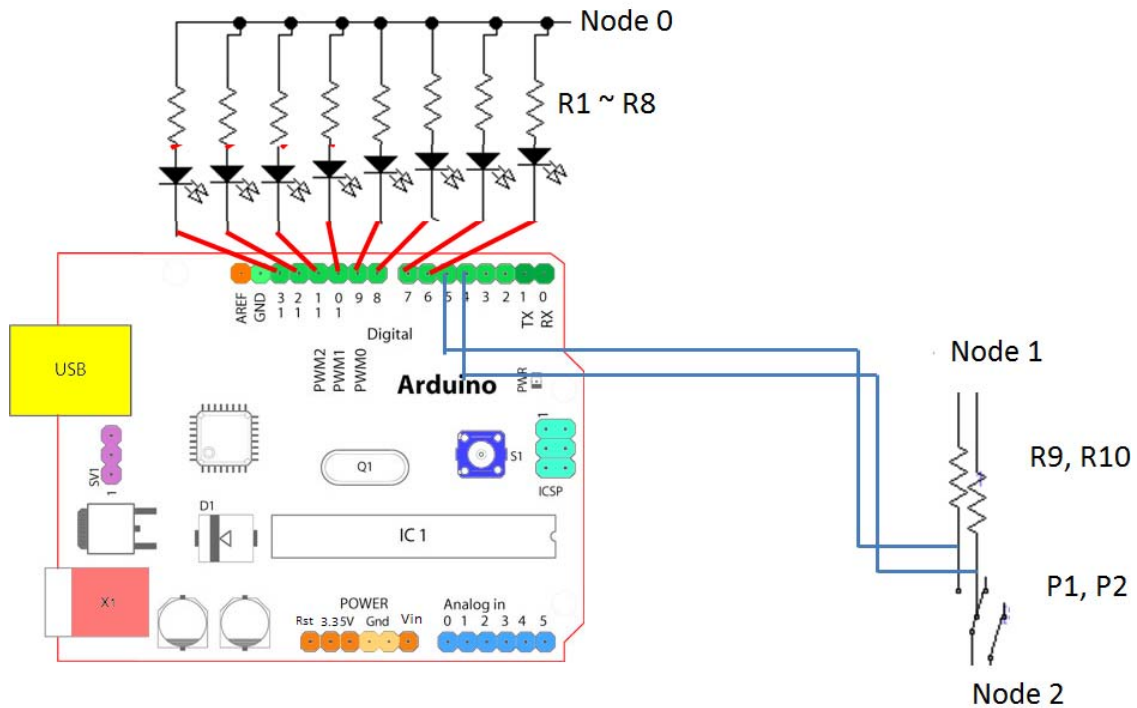 Node 0
R1 ~ R8
AREF
GND
13
12
11
10
9
8
7
6
5
4
3
2
1
0
TX
RX
Digital
PWM2
PWM1
PWM0
Arduino
PWR
USB
Node 1
1
S1
R9, R10
SV1
1
Q1
ICSP
D1
IC 1
P1, P2
X1
POWER
Analog in
Rst 3.3 5V Gnd Vin
0 1 2 3 4 5
Node 2